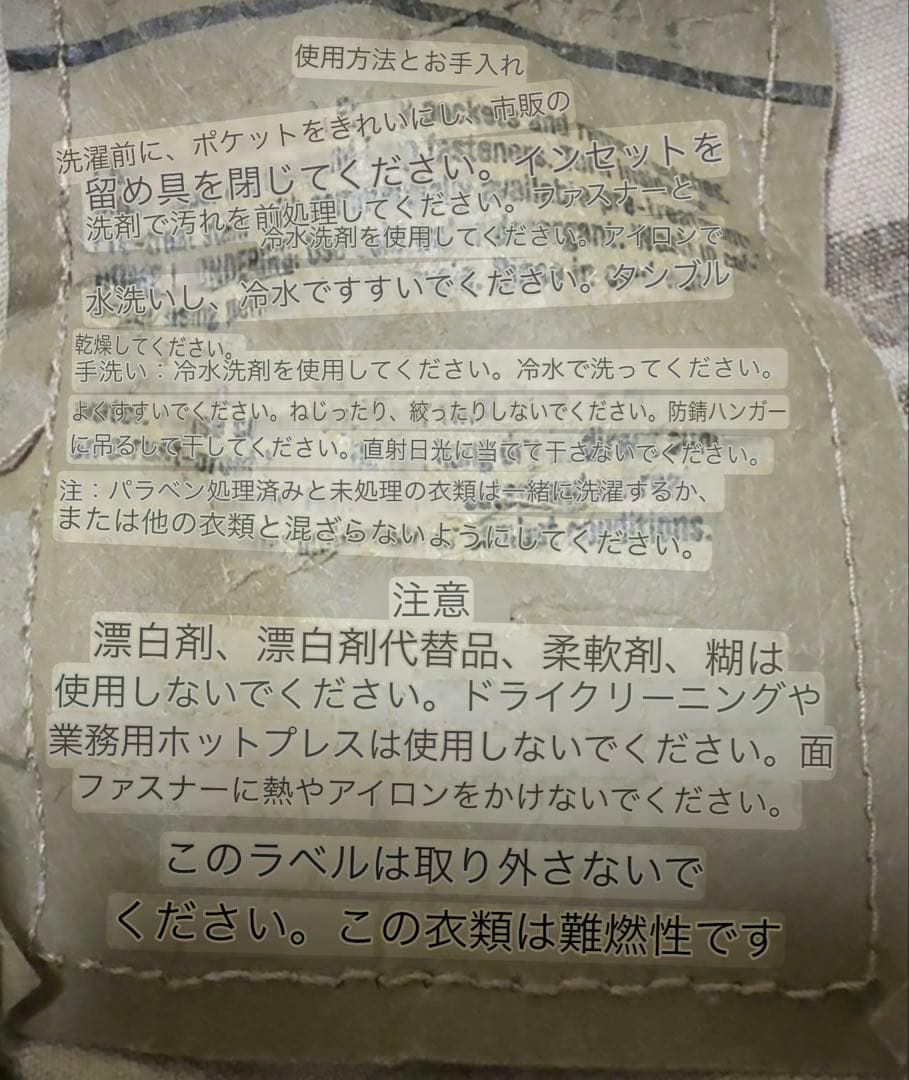 使用方法とお手入れ
洗濯前に、ポケットをきれいにし、市販の
留め具を閉じてください。インセットを
洗剤で汚れを前処理してください。ファスナーと
冷水洗剤を使用してください。アイロンで
水洗いし、冷水ですすいでください。タンブル
乾燥してください。
手洗い：冷水洗剤を使用してください。冷水で洗ってください。
よくすすいでください。ねじったり、絞ったりしないでください。防錆ハンガー
に吊るして干してください。直射日光に当てて干さないでください。
注：パラベン処理済みと未処理の衣類は一緒に洗濯するか、
または他の衣類と混ざらないようにしてください。
注意
漂白剤、漂白剤代替品、柔軟剤、糊は
使用しないでください。ドライクリーニングや
業務用ホットプレスは使用しないでください。面
ファスナーに熱やアイロンをかけないでください。
このラベルは取り外さないで
ください。この衣類は難燃性です